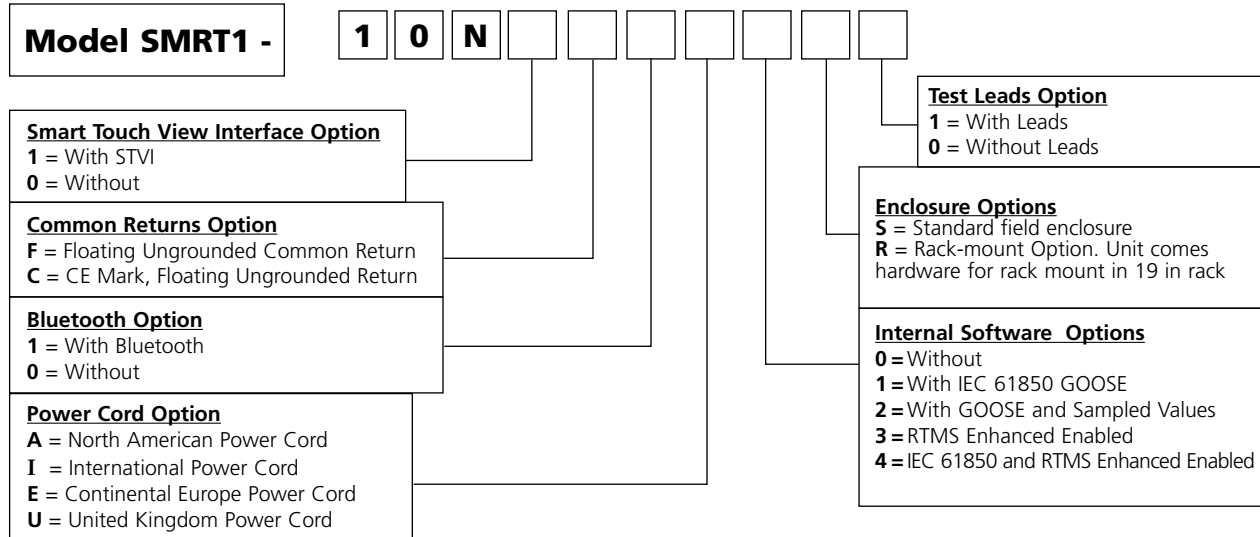 Model SMRT1 - 1 0 N
Smart Touch View Interface Option
1 = With STVI
0 = Without
Common Returns Option
F = Floating Ungrounded Common Return
C = CE Mark, Floating Ungrounded Return
Bluetooth Option
1 = With Bluetooth
0 = Without
Power Cord Option
A = North American Power Cord
I = International Power Cord
E = Continental Europe Power Cord
U = United Kingdom Power Cord
Test Leads Option
1 = With Leads
0 = Without Leads
Enclosure Options
S = Standard field enclosure
R = Rack-mount Option. Unit comes
hardware for rack mount in 19 in rack
Internal Software Options
0 = Without
1 = With IEC 61850 GOOSE
2 = With GOOSE and Sampled Values
3 = RTMS Enhanced Enabled
4 = IEC 61850 and RTMS Enhanced Enabled